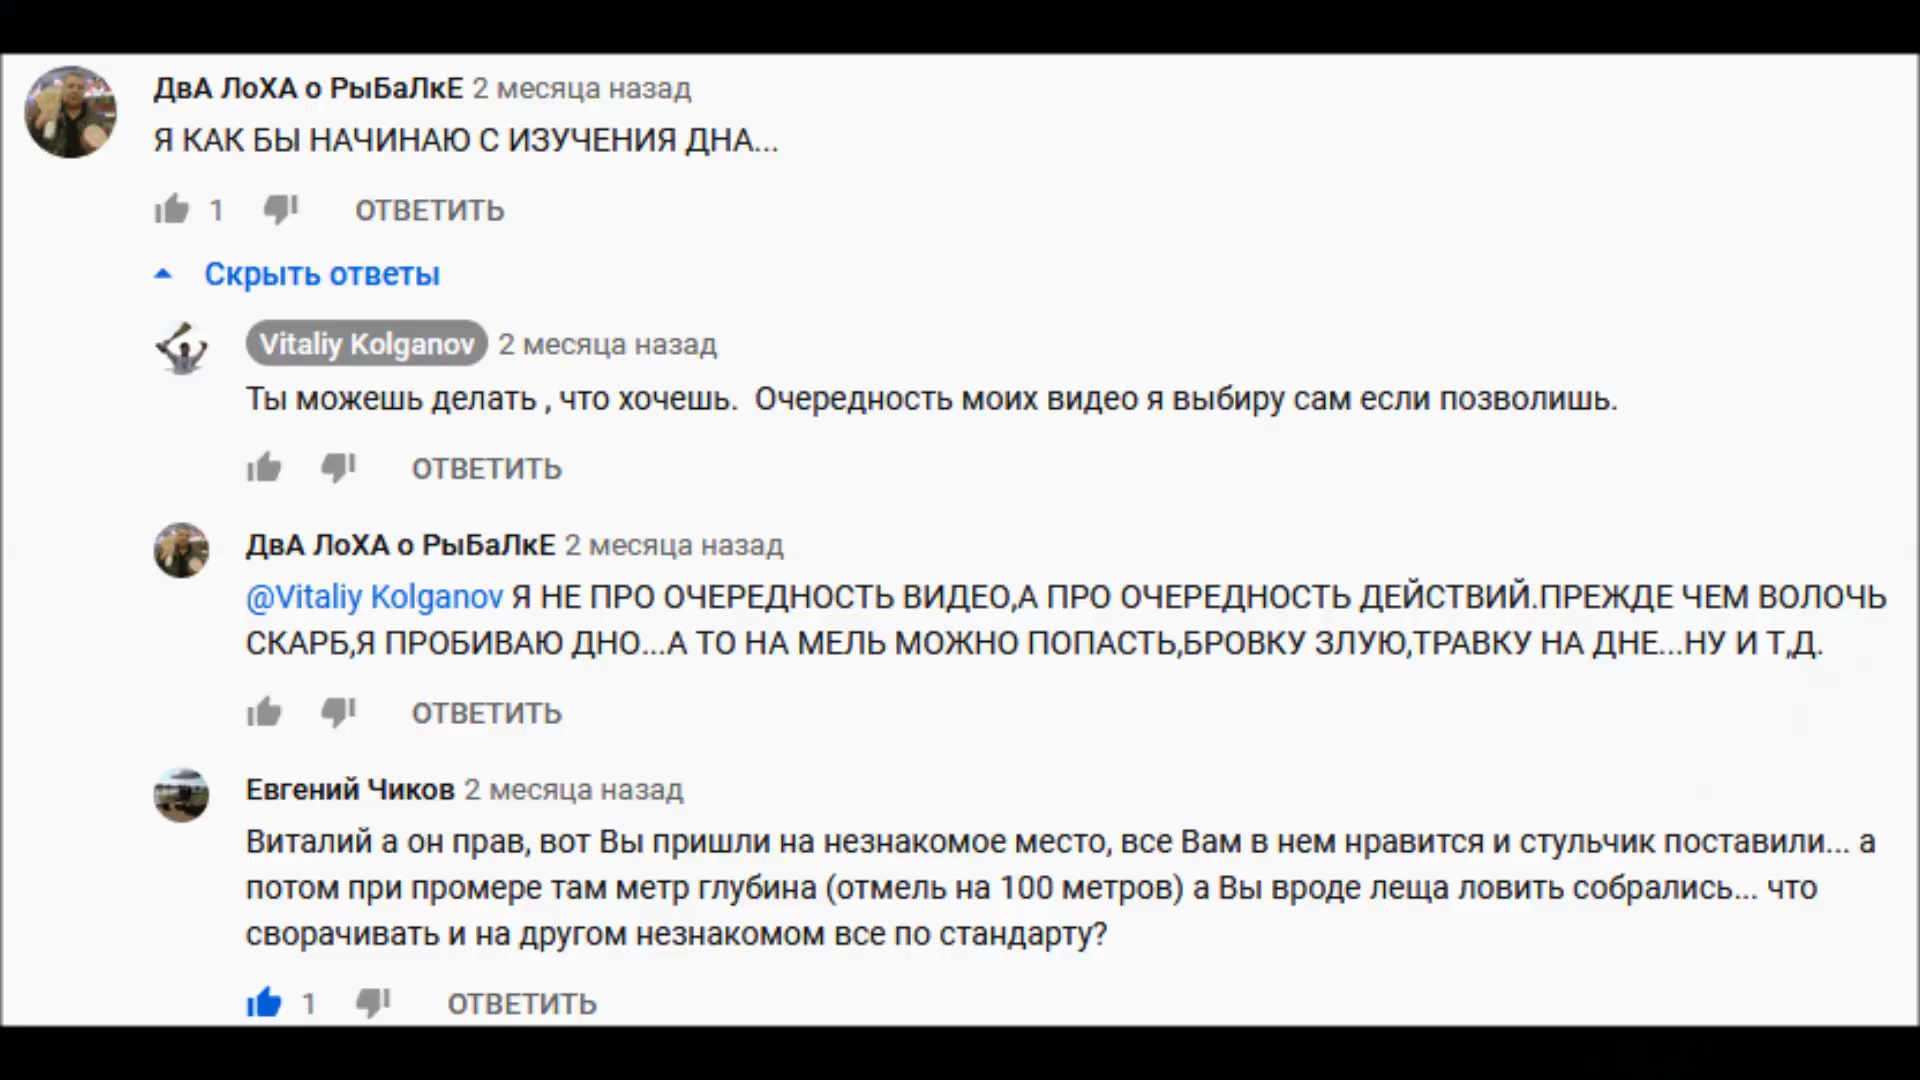 ДвА ЛоХА о РыБаЛкЕ 2 месяца назад
Я КАК БЫ НАЧИНАЮ С ИЗУЧЕНИЯ ДНА...
1 ОТВЕТИТЬ
Скрыть ответы
Vitaliy Kolganov 2 месяца назад
Ты можешь делать , что хочешь.  Очередность моих видео я выбиру сам если позволишь.
ОТВЕТИТЬ
ДвА ЛоХА о РыБаЛкЕ 2 месяца назад
@Vitaliy Kolganov Я НЕ ПРО ОЧЕРЕДНОСТЬ ВИДЕО,А ПРО ОЧЕРЕДНОСТЬ ДЕЙСТВИЙ.ПРЕЖДЕ ЧЕМ ВОЛОЧЬ
СКАРБ,Я ПРОБИВАЮ ДНО...А ТО НА МЕЛЬ МОЖНО ПОПАСТЬ,БРОВКУ ЗЛУЮ,ТРАВКУ НА ДНЕ...НУ И Т,Д.
ОТВЕТИТЬ
Евгений Чиков 2 месяца назад
Виталий а он прав, вот Вы пришли на незнакомое место, все Вам в нем нравится и стульчик поставили... а
потом при промере там метр глубина (отмель на 100 метров) а Вы вроде леща ловить собрались... что
сворачивать и на другом незнакомом все по стандарту?
1 ОТВЕТИТЬ